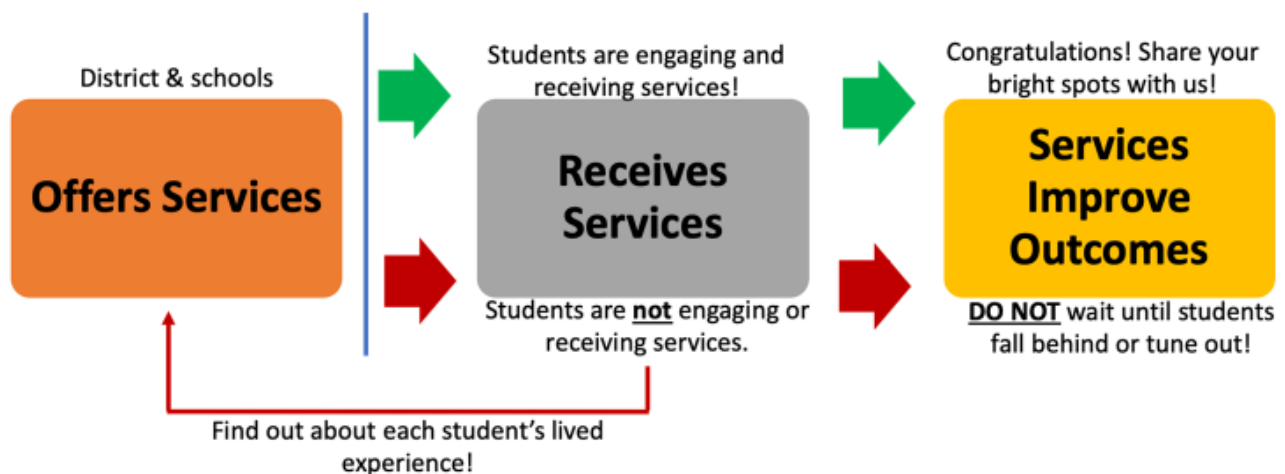 District & schools
Offers Services
Students are engaging and
receiving services!
Receives
Services
Students are not engaging or
receiving services.
Congratulations! Share your
bright spots with us!
Services
Improve
Outcomes
DO NOT wait until students
fall behind or tune out!
Find out about each student’s lived
experience!